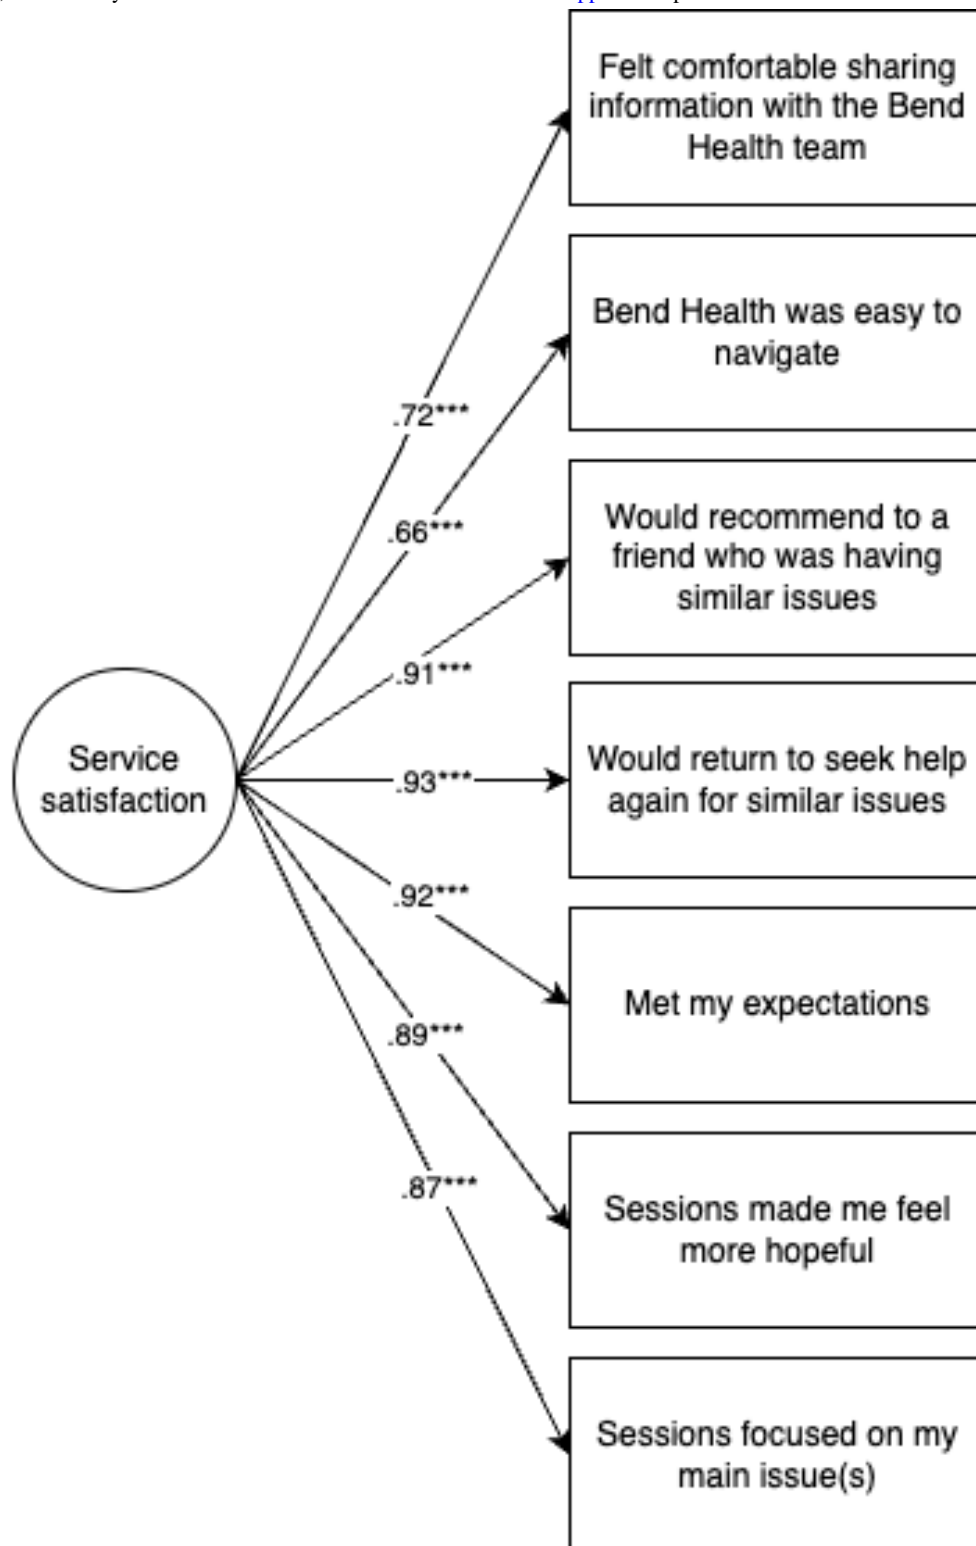 Felt comfortable sharing
information with the Bend
Health team
Bend Health was easy to
navigate
.72***
.66***
Would recommend to a
friend who was having
similar issues
.91***
Service
satisfaction
.93***
Would return to seek help
again for similar issues
.92***
Met my expectations
.89***
Sessions made me feel
more hopeful
.87***
Sessions focused on my
main issue(s)